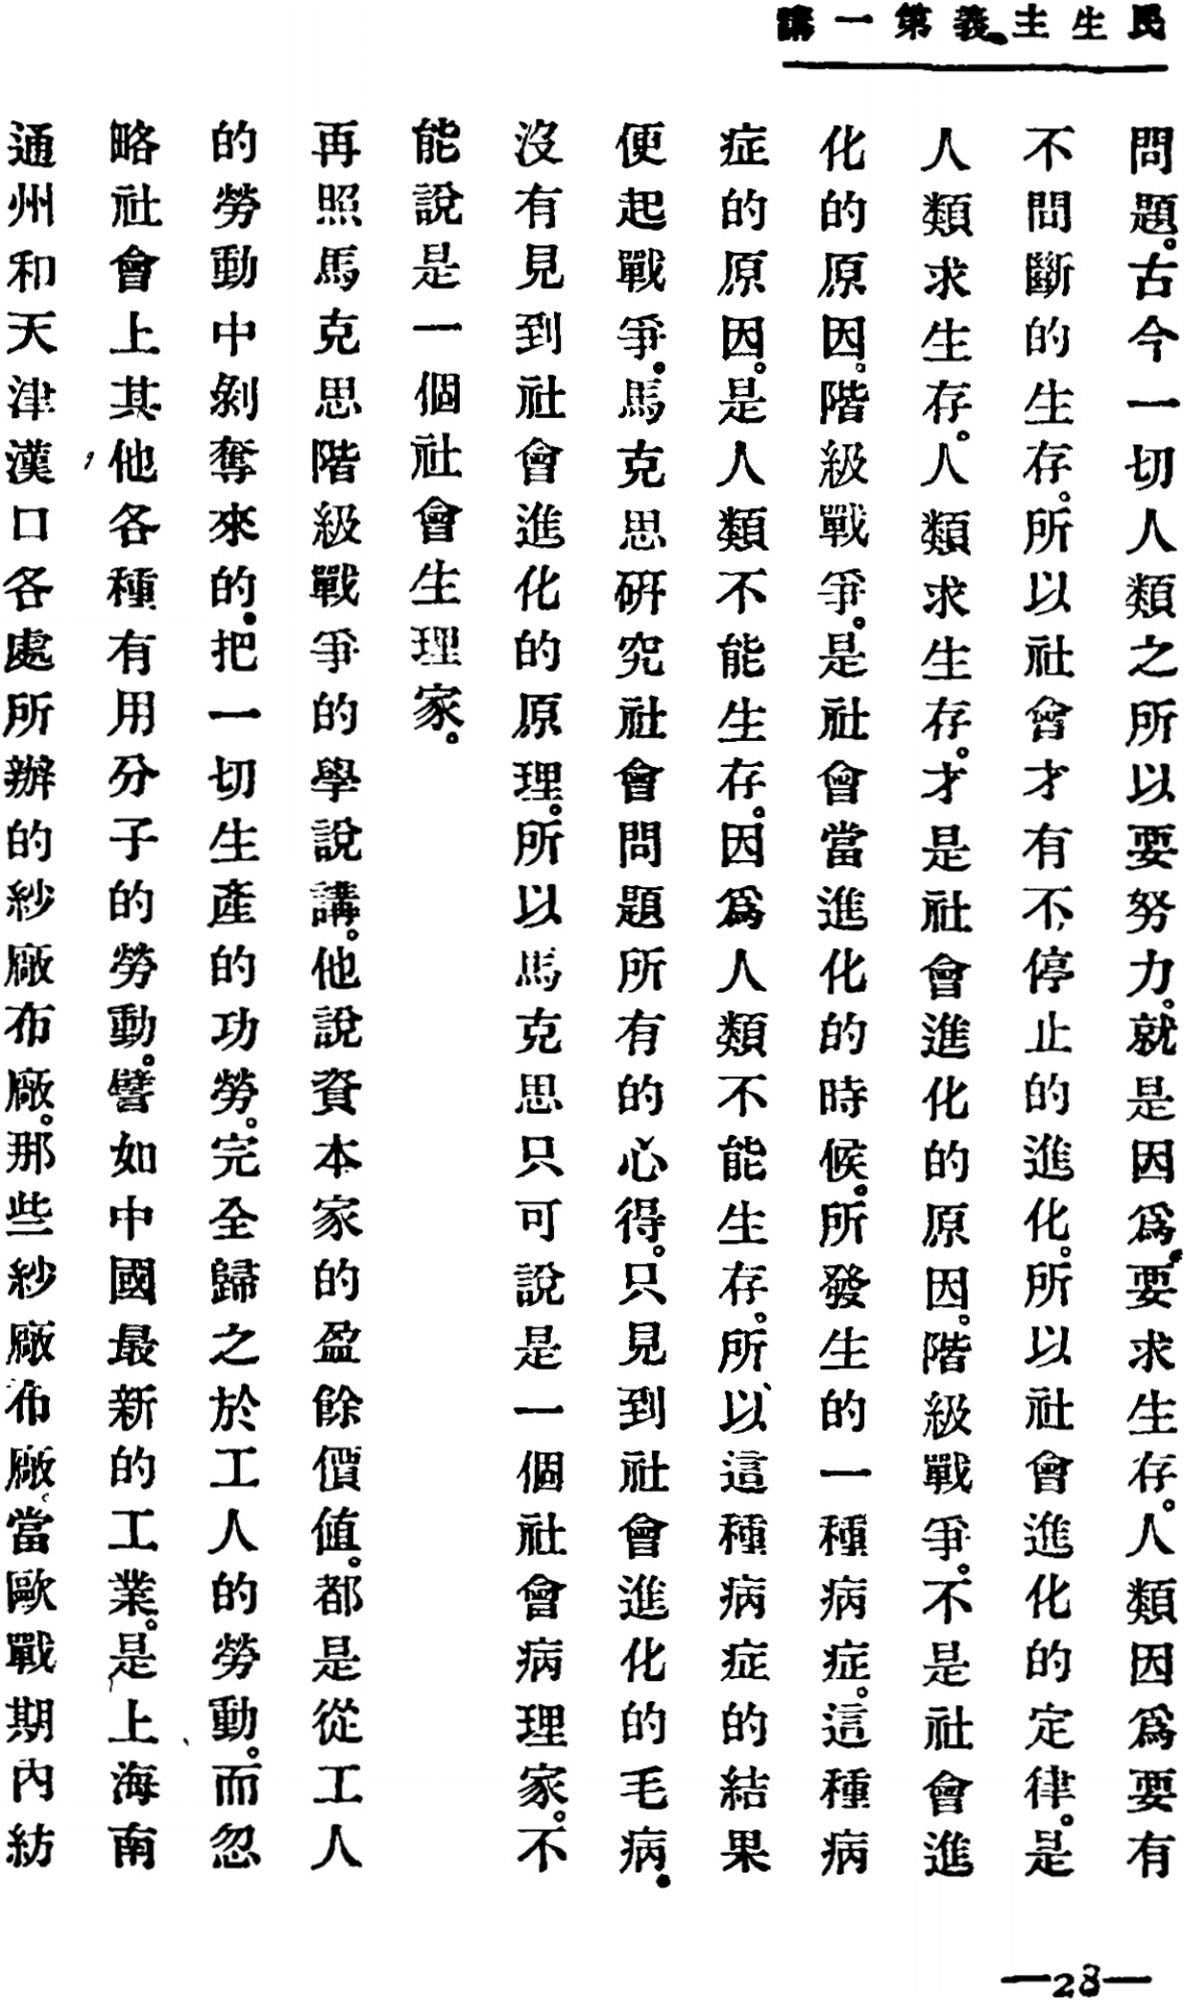 民生主義第一講
問題。古今一切人類之所以要努力。就是因爲要求生存。人類因爲要有
不間斷的生存。所以社會才有不停止的進化。所以社會進化的定律。是
人類求生存。人類求生存。才是社會進化的原因。階級戰爭。不是社會進
化的原因。階級戰爭。是社會當進化的時候。所發生的一種病症。這種病
症的原因。是人類不能生存。因爲人類不能生存。所以這種病症的結果
便起戰爭。馬克思研究社會問題所有的心得。只見到社會進化的毛病。
沒有見到社會進化的原理。所以馬克思只可說是一個社會病理家。不
能說是一個社會生理家。
再照馬克思階級戰爭的學說講。他說資本家的盈餘價値。都是從工人
的勞動中剝奪來的。把一切生產的功勞。完全歸之於工人的勞動。而忽
略社會上其他各種有用分子的勞動。譬如中國最新的工業。是上海南
通州和天津漢口各處所辦的紗廠布廠。那些紗廠布廠。當歐戰期內紡
—28—